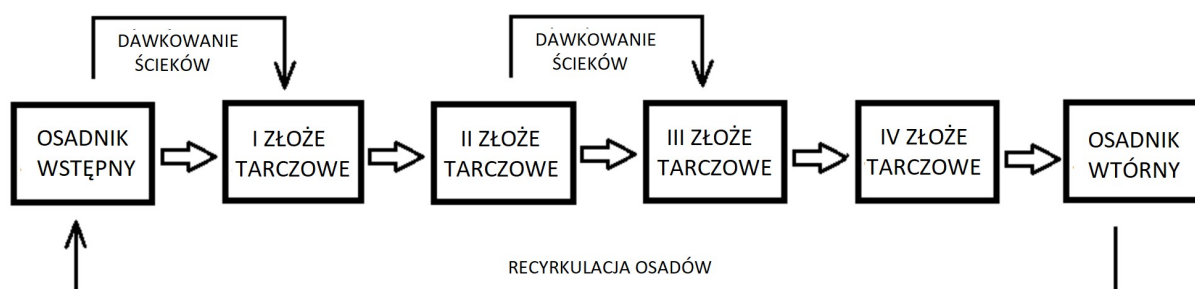 DAWKOWANIE
ŚCIEKÓW
DAWKOWANIE
ŚCIEKÓW
OSADNIK
WSTĘPNY
I ZŁOŻE
TARCZOWE
II ZŁOŻE
TARCZOWE
III ZŁOŻE
TARCZOWE
IV ZŁOŻE
TARCZOWE
OSADNIK
WTÓRNY
RECYRKULACJA OSADÓW